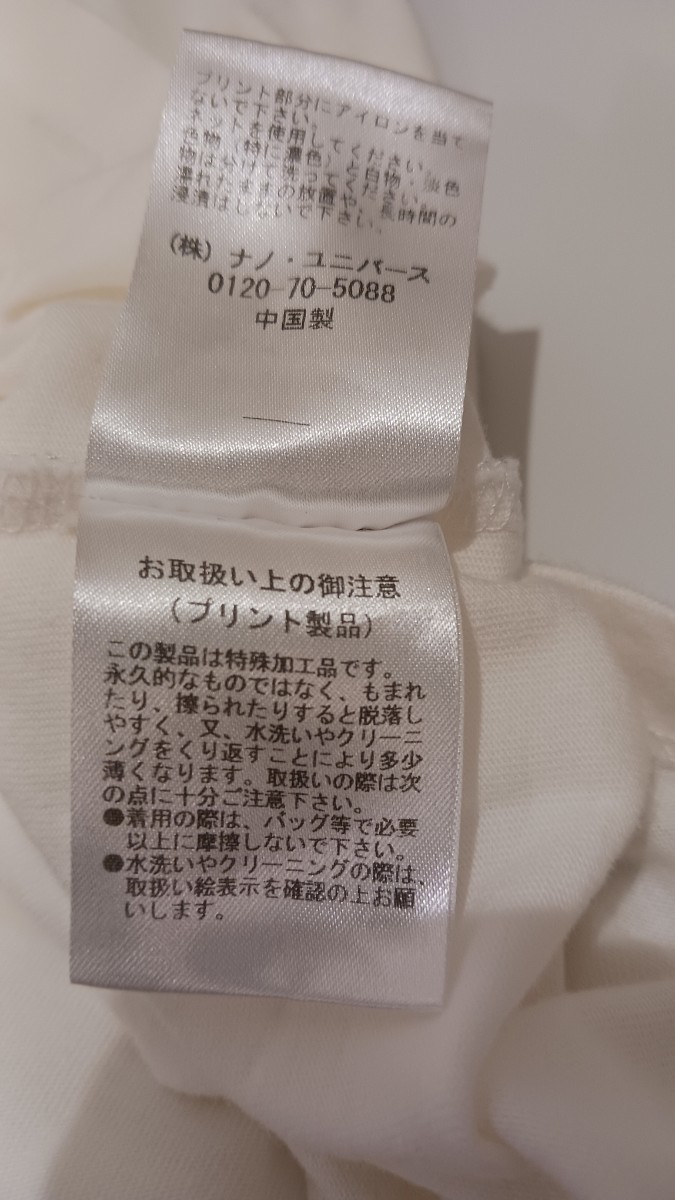 プリント部分にアイロンを当て
ないで下さい。
ネットを使用してください。
色物（特に濃色）と白物・淡色
物は分けて洗ってください。
濡れたままの放置や、長時間の
浸漬はしないで下さい。
（株）ナノ・ユニバース
0120-70-5088
中国製
お取扱い上の御注意
（プリント製品）
この製品は特殊加工品です。
永久的なものではなく、もまれ
たり、擦られたりすると脱落し
やすく、又、水洗いやクリーニ
ングをくり返すことにより多少
薄くなります。取扱いの際は次
の点に十分ご注意下さい。
●着用の際は、バッグ等で必要
以上に摩擦しないで下さい。
●水洗いやクリーニングの際は、
取扱い絵表示を確認の上お願
いします。